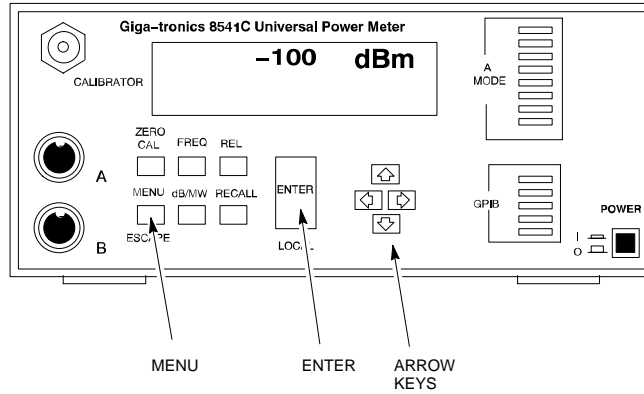 Giga-tronics 8541C Universal Power Meter
-100 dBm
CALIBRATOR
A
MODE
ZERO
CAL
FREQ
REL
A
MENU
dB/MW
RECALL
ENTER
GPIB
POWER
B
ESCAPE
LOCAL
I
O
MENU
ENTER
ARROW
KEYS